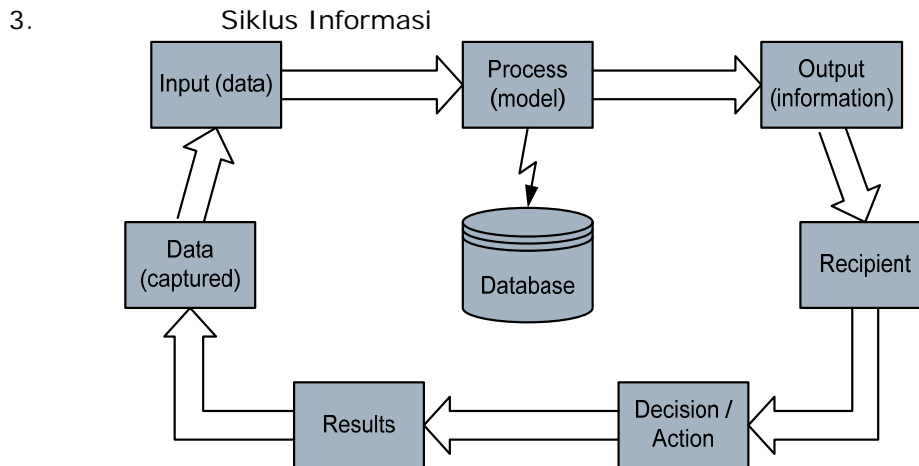 3. Siklus Informasi
Input (data)
Process
(model)
Output
(information)
Data
(captured)
Database
Recipient
Results
Decision /
Action